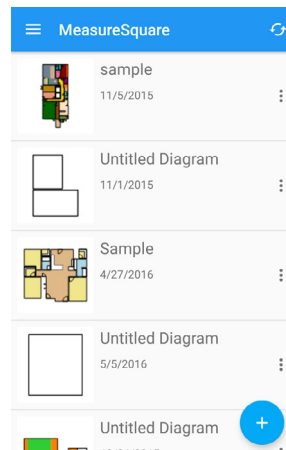 MeasureSquare
sample
11/5/2015
Untitled Diagram
11/1/2015
Sample
4/27/2016
Untitled Diagram
5/5/2016
Untitled Diagram